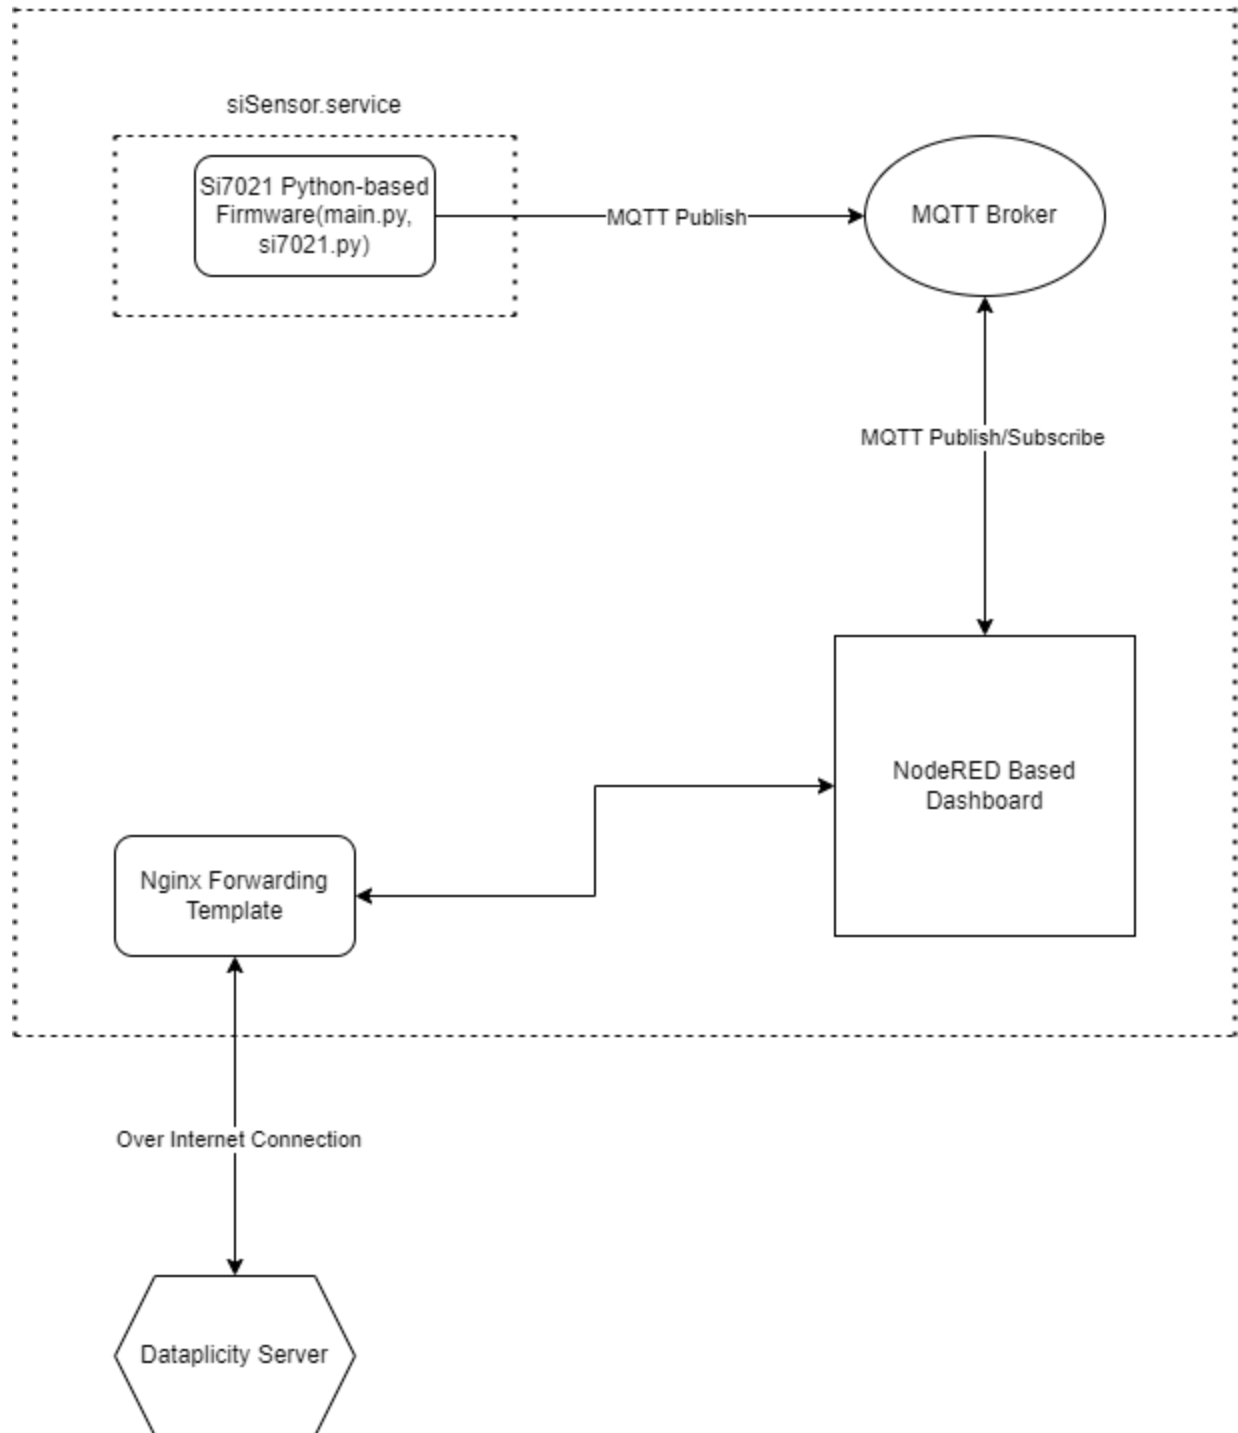 siSensor.service
Si7021 Python-based
Firmware(main.py,
si7021.py)
MQTT Publish
MQTT Broker
MQTT Publish/Subscribe
NodeRED Based
Dashboard
Nginx Forwarding
Template
Over Internet Connection
Dataplicity Server